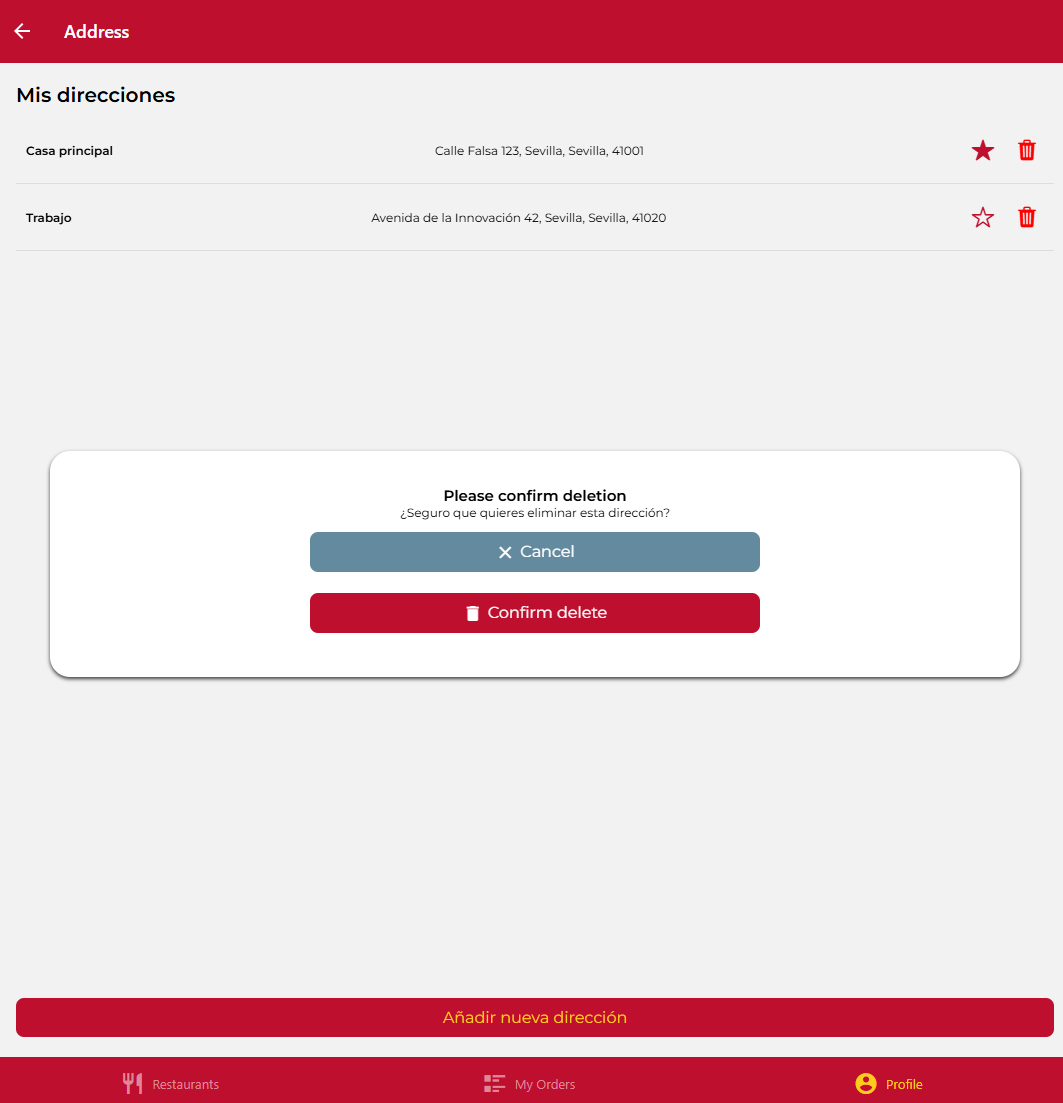 Address
Mis direcciones
Casa principal Calle Falsa 123, Sevilla, Sevilla, 41001
Trabajo Avenida de la Innovación 42, Sevilla, Sevilla, 41020
Please confirm deletion
¿Seguro que quieres eliminar esta dirección?
Cancel
Confirm delete
Añadir nueva dirección
Restaurants My Orders Profile